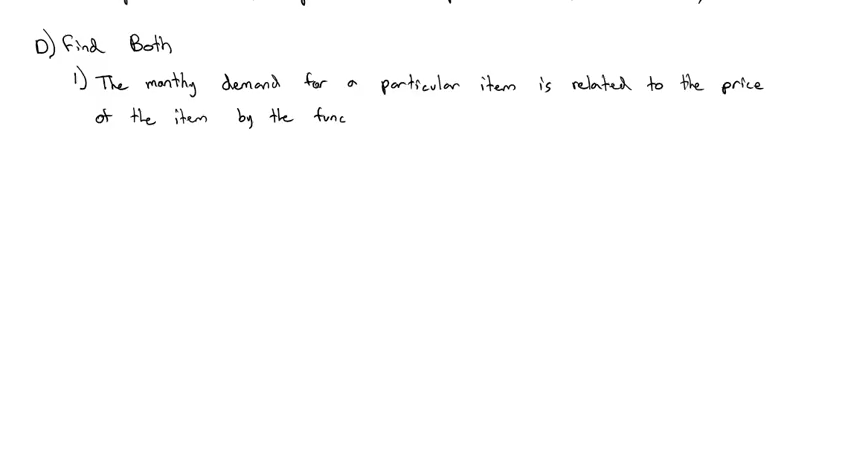 D) Find Both
1) The monthy demand for a particular item is related to the price
of the item by the func